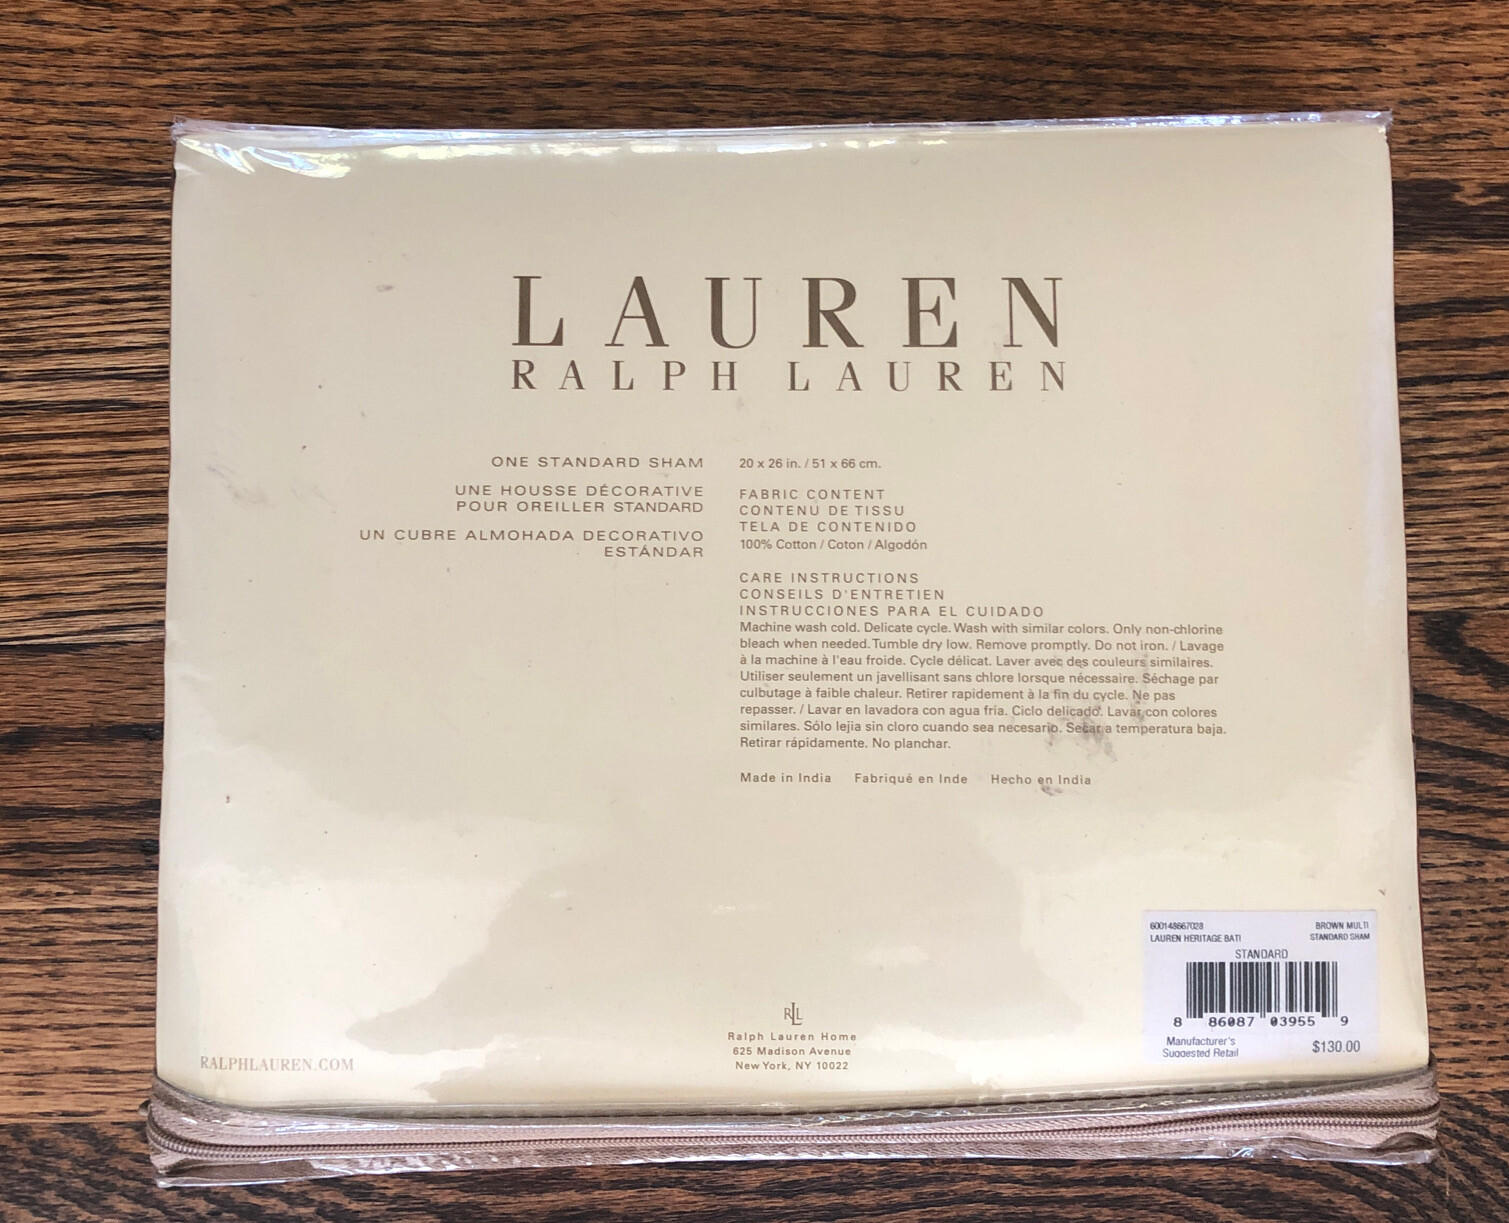 LAUREN
RALPH LAUREN
ONE STANDARD SHAM
UNE HOUSSE DÉCORATIVE
POUR OREILLER STANDARD
UN CUBRE ALMOHADA DECORATIVO
ESTÁNDAR
20 x 26 in. / 51 x 66 cm.
FABRIC CONTENT
CONTENU DE TISSU
TELA DE CONTENIDO
100% Cotton / Coton / Algodón
CARE INSTRUCTIONS
CONSEILS D'ENTRETIEN
INSTRUCCIONES PARA EL CUIDADO
Machine wash cold. Delicate cycle. Wash with similar colors. Only non-chlorine
bleach when needed. Tumble dry low. Remove promptly. Do not iron. / Lavage
à la machine à l'eau froide. Cycle délicat. Laver avec des couleurs similaires.
Utiliser seulement un javellisant sans chlore lorsque nécessaire. Séchage par
culbutage à faible chaleur. Retirer rapidement à la fin du cycle. Ne pas
repasser. / Lavar en lavadora con agua fría. Ciclo delicado. Lavar con colores
similares. Sólo lejia sin cloro cuando sea necesario. Secar a temperatura baja.
Retirar rápidamente. No planchar.
Made in India Fabriqué en Inde Hecho en India
600148667028 BROWN MULTI
LAUREN HERITAGE BATI STANDARD SHAM
STANDARD
8 86087 03955 9
Manufacturer's
Suggested Retail $130.00
RLL
Ralph Lauren Home
625 Madison Avenue
New York, NY 10022
RALPHLAUREN.COM